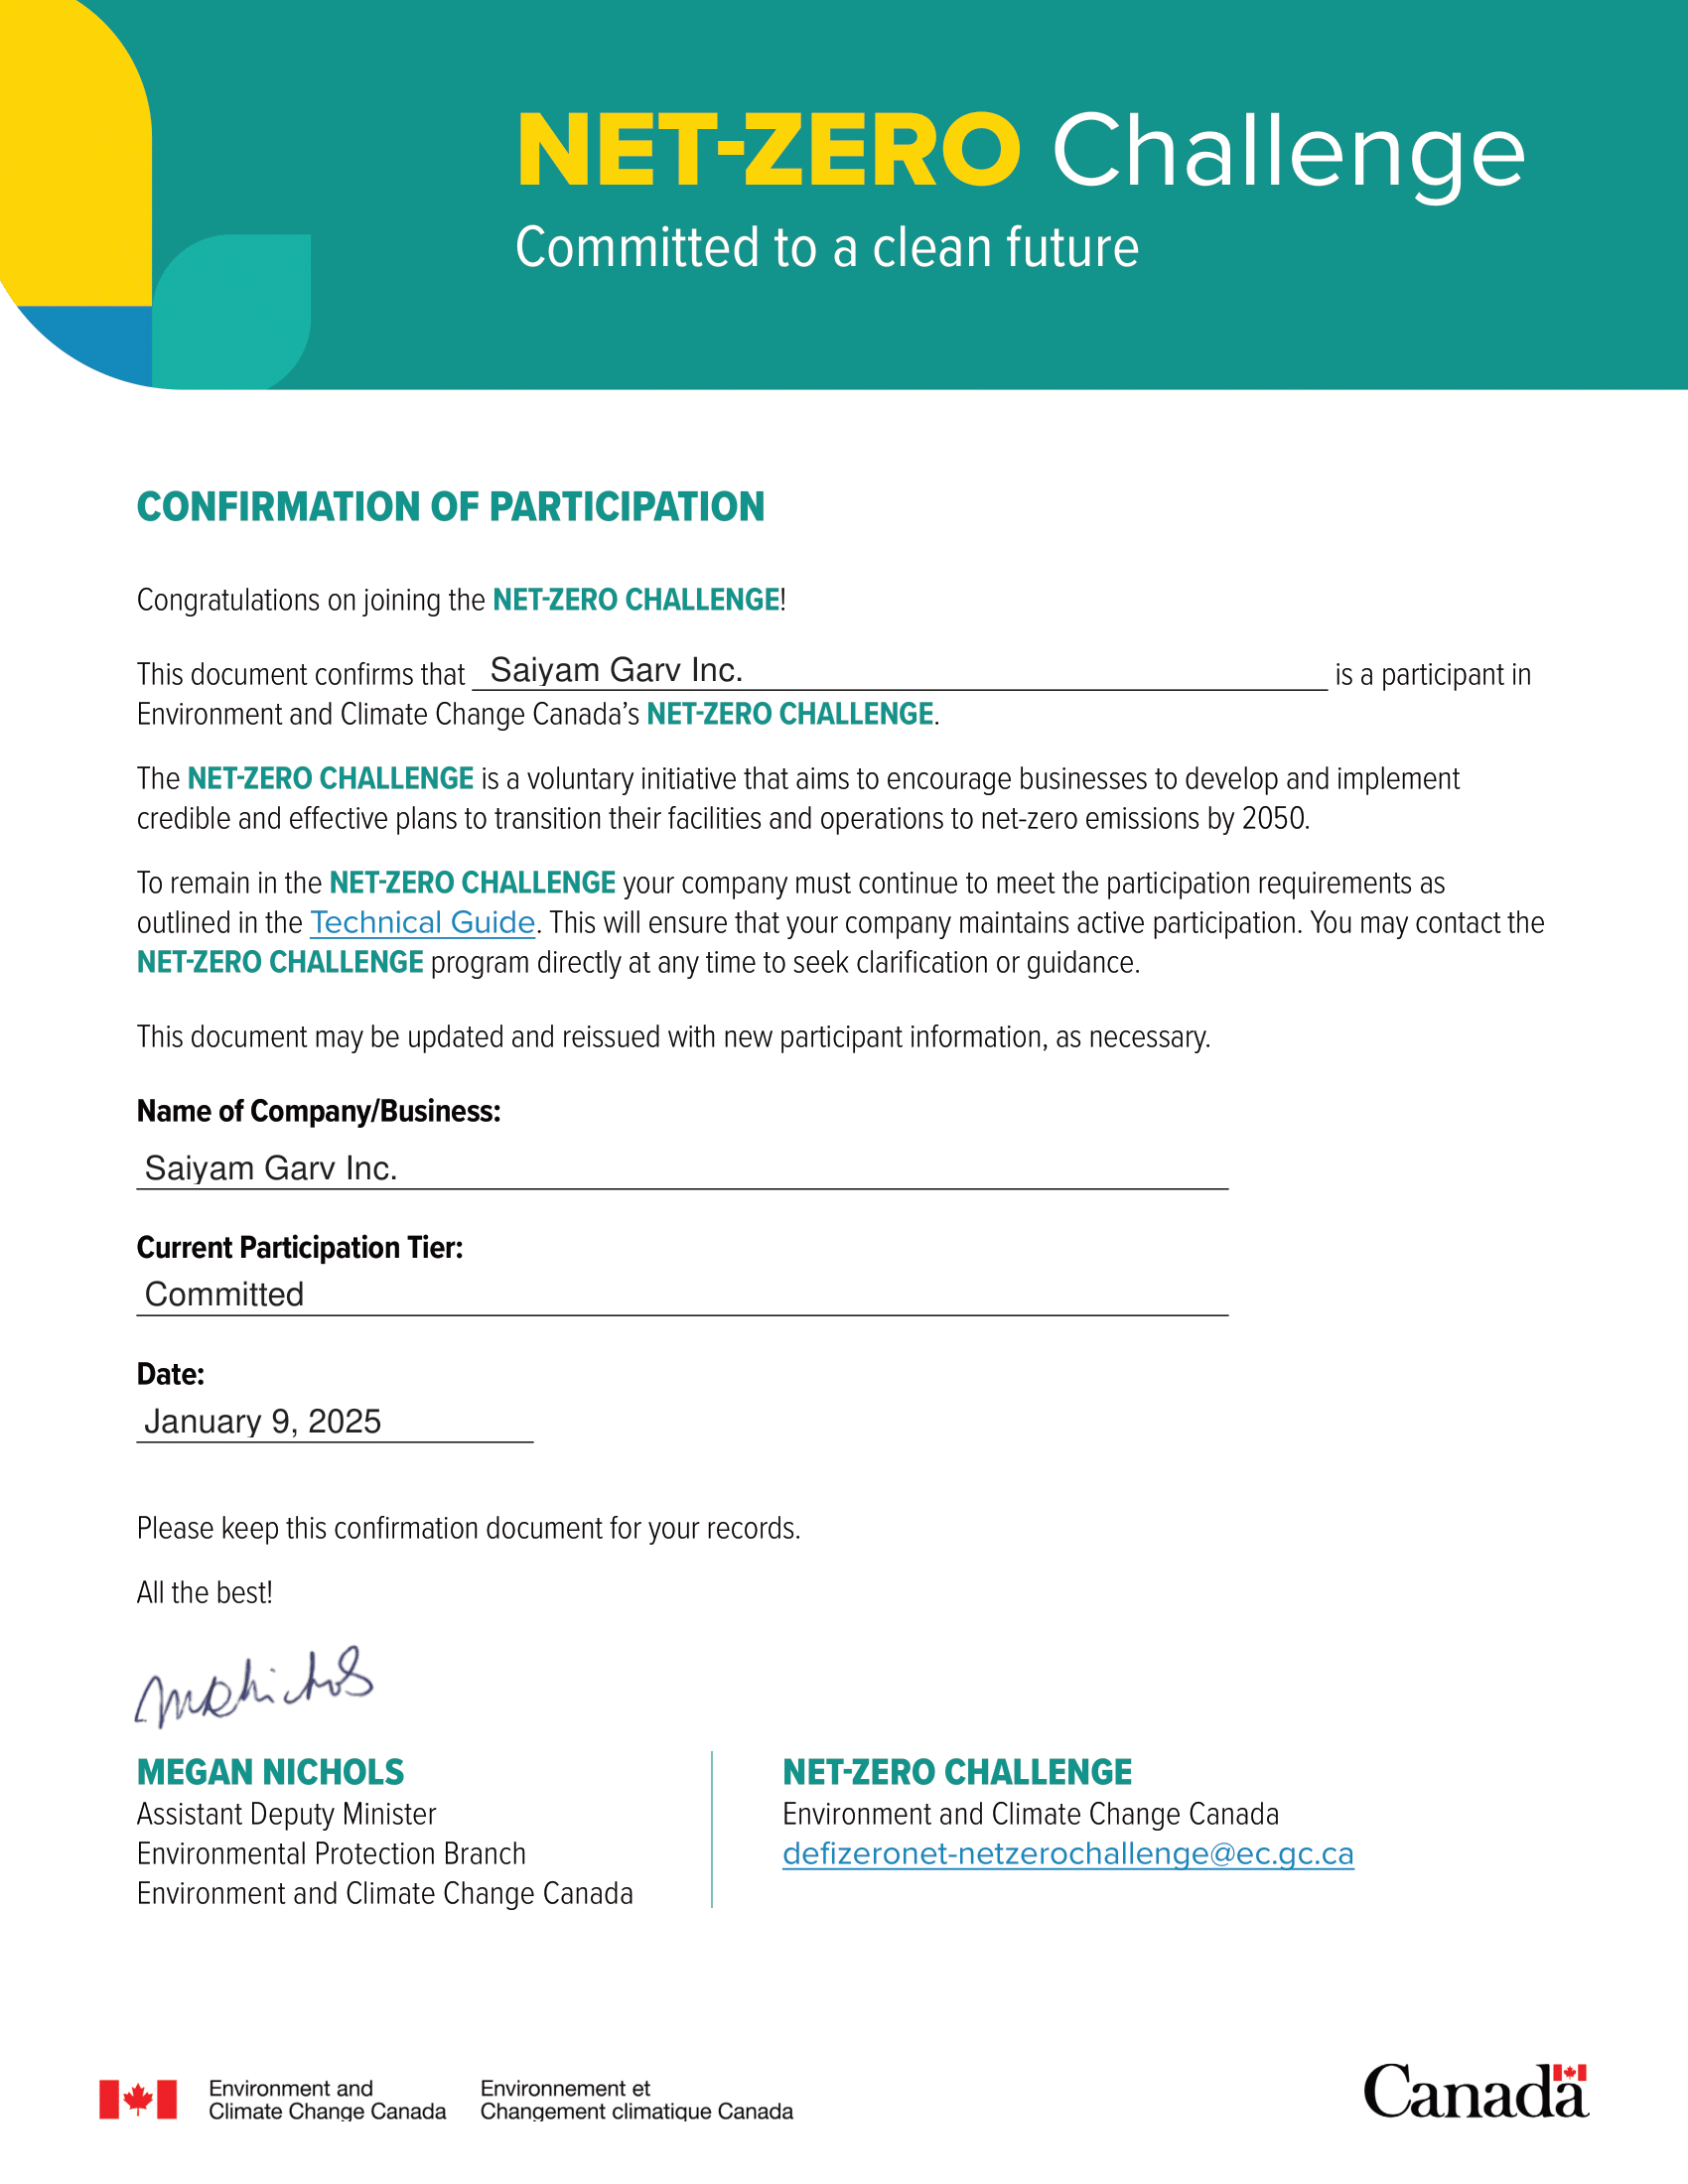 NET-ZERO Challenge
Committed to a clean future
CONFIRMATION OF PARTICIPATION
Congratulations on joining the NET-ZERO CHALLENGE!
This document confirms that Saiyam Garv Inc. is a participant in
Environment and Climate Change Canada’s NET-ZERO CHALLENGE.
The NET-ZERO CHALLENGE is a voluntary initiative that aims to encourage businesses to develop and implement
credible and effective plans to transition their facilities and operations to net-zero emissions by 2050.
To remain in the NET-ZERO CHALLENGE your company must continue to meet the participation requirements as
outlined in the Technical Guide. This will ensure that your company maintains active participation. You may contact the
NET-ZERO CHALLENGE program directly at any time to seek clarification or guidance.
This document may be updated and reissued with new participant information, as necessary.
Name of Company/Business:
Saiyam Garv Inc.
Current Participation Tier:
Committed
Date:
January 9, 2025
Please keep this confirmation document for your records.
All the best!
MEGAN NICHOLS
Assistant Deputy Minister
Environmental Protection Branch
Environment and Climate Change Canada
NET-ZERO CHALLENGE
Environment and Climate Change Canada
defizeronet-netzerochallenge@ec.gc.ca
Environment and
Climate Change Canada
Environnement et
Changement climatique Canada
Canada